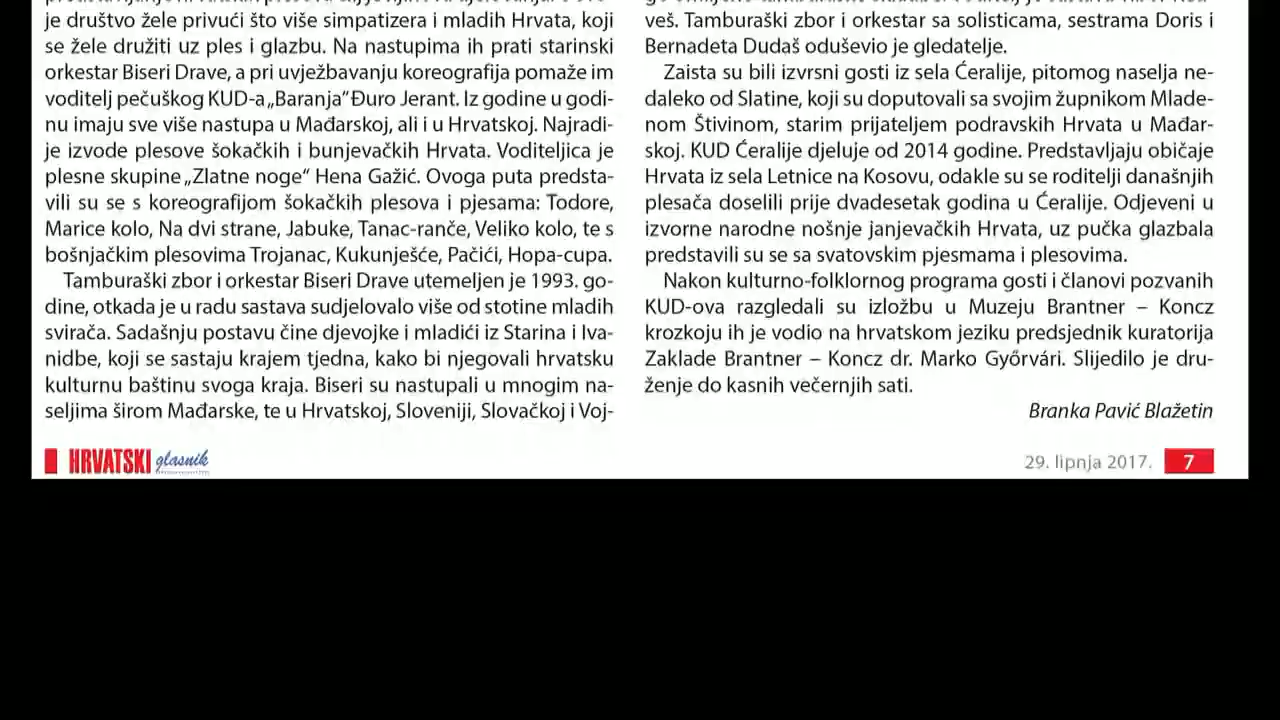 je društvo žele privući što više simpatizera i mladih Hrvata, koji
se žele družiti uz ples i glazbu. Na nastupima ih prati starinski
orkestar Biseri Drave, a pri uvježbavanju koreografija pomaže im
voditelj pečuškog KUD-a „Baranja“ Đuro Jerant. Iz godine u godi-
nu imaju sve više nastupa u Mađarskoj, ali i u Hrvatskoj. Najradi-
je izvode plesove šokačkih i bunjevačkih Hrvata. Voditeljica je
plesne skupine „Zlatne noge“ Hena Gažić. Ovoga puta predsta-
vili su se s koreografijom šokačkih plesova i pjesama: Todore,
Marice kolo, Na dvi strane, Jabuke, Tanac-ranče, Veliko kolo, te s
bošnjačkim plesovima Trojanac, Kukunješće, Pačići, Hopa-cupa.
Tamburaški zbor i orkestar Biseri Drave utemeljen je 1993. go-
dine, otkada je u radu sastava sudjelovalo više od stotine mladih
svirača. Sadašnju postavu čine djevojke i mladići iz Starina i Iva-
nidbe, koji se sastaju krajem tjedna, kako bi njegovali hrvatsku
kulturnu baštinu svoga kraja. Biseri su nastupali u mnogim na-
seljima širom Mađarske, te u Hrvatskoj, Sloveniji, Slovačkoj i Voj-
veš. Tamburaški zbor i orkestar sa solisticama, sestrama Doris i
Bernadeta Dudaš oduševio je gledatelje.
Zaista su bili izvrsni gosti iz sela Ćeralije, pitomog naselja ne-
daleko od Slatine, koji su doputovali sa svojim župnikom Mlade-
nom Štivinom, starim prijateljem podravskih Hrvata u Mađar-
skoj. KUD Ćeralije djeluje od 2014 godine. Predstavljaju običaje
Hrvata iz sela Letnice na Kosovu, odakle su se roditelji današnjih
plesača doselili prije dvadesetak godina u Ćeralije. Odjeveni u
izvorne narodne nošnje janjevačkih Hrvata, uz pučka glazbala
predstavili su se sa svatovskim pjesmama i plesovima.
Nakon kulturno-folklornog programa gosti i članovi pozvanih
KUD-ova razgledali su izložbu u Muzeju Brantner – Koncz
krozkoju ih je vodio na hrvatskom jeziku predsjednik kuratorija
Zaklade Brantner – Koncz dr. Marko Győrvári. Slijedilo je dru-
ženje do kasnih večernjih sati.
Branka Pavić Blažetin
HRVATSKI glasnik
29. lipnja 2017. 7